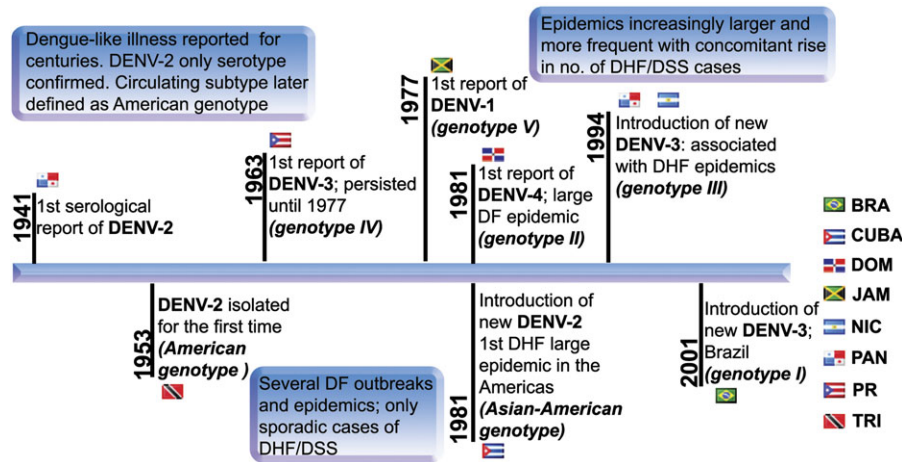 Dengue-like illness reported for
centuries. DENV-2 only serotype
confirmed. Circulating subtype later
defined as American genotype
Epidemics increasingly larger and
more frequent with concomitant rise
in no. of DHF/DSS cases
1941
1st serological
report of DENV-2
1963
1st report of
DENV-3; persisted
until 1977
(genotype IV)
1977
1st report of
DENV-1
(genotype V)
1981
1st report of
DENV-4; large
DF epidemic
(genotype II)
1994
Introduction of new
DENV-3: associated
with DHF epidemics
(genotype III)
1953
DENV-2 isolated
for the first time
(American
genotype )
Several DF outbreaks
and epidemics; only
sporadic cases of
DHF/DSS
1981
Introduction of
new DENV-2
1st DHF large
epidemic in the
Americas
(Asian-American
genotype)
2001
Introduction of
new DENV-3;
Brazil
(genotype I)
BRA
CUBA
DOM
JAM
NIC
PAN
PR
TRI